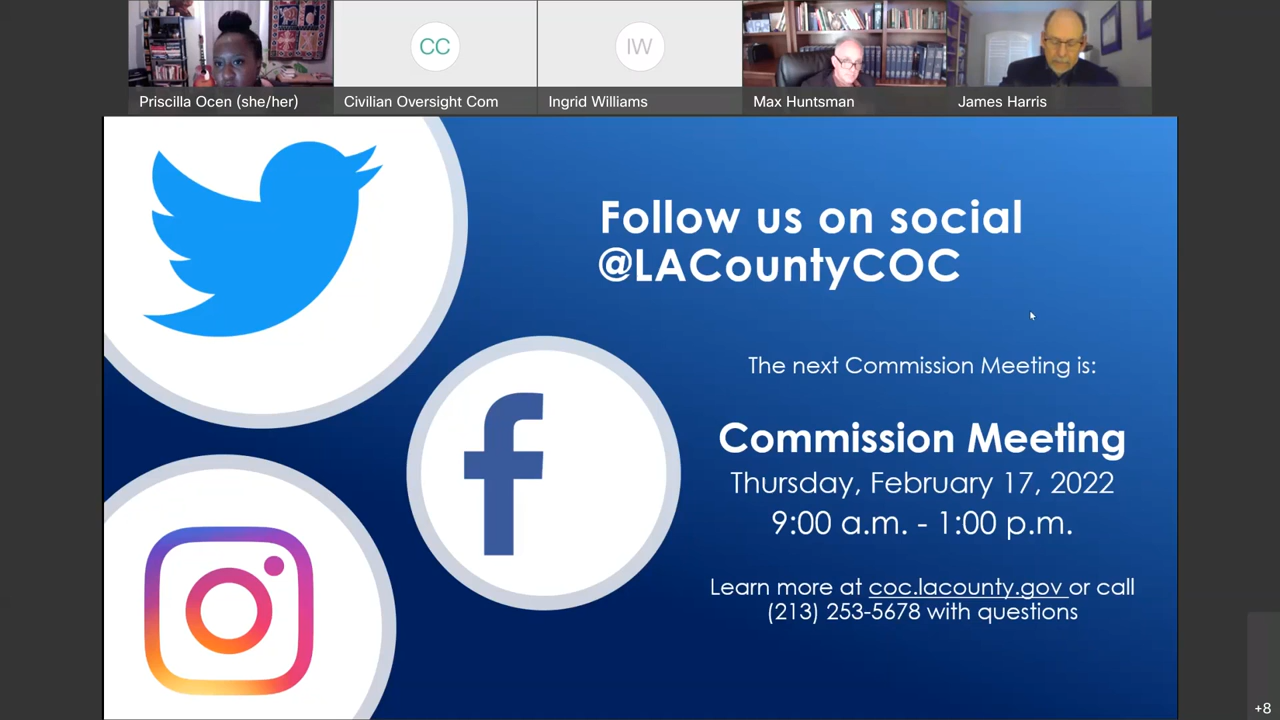 CC
IW
Priscilla Ocen (she/her)
Civilian Oversight Com
Ingrid Williams
Max Huntsman
James Harris
Follow us on social
@LACountyCOC
The next Commission Meeting is:
Commission Meeting
Thursday, February 17, 2022
9:00 a.m. - 1:00 p.m.
Learn more at coc.lacounty.gov or call
(213) 253-5678 with questions
+8